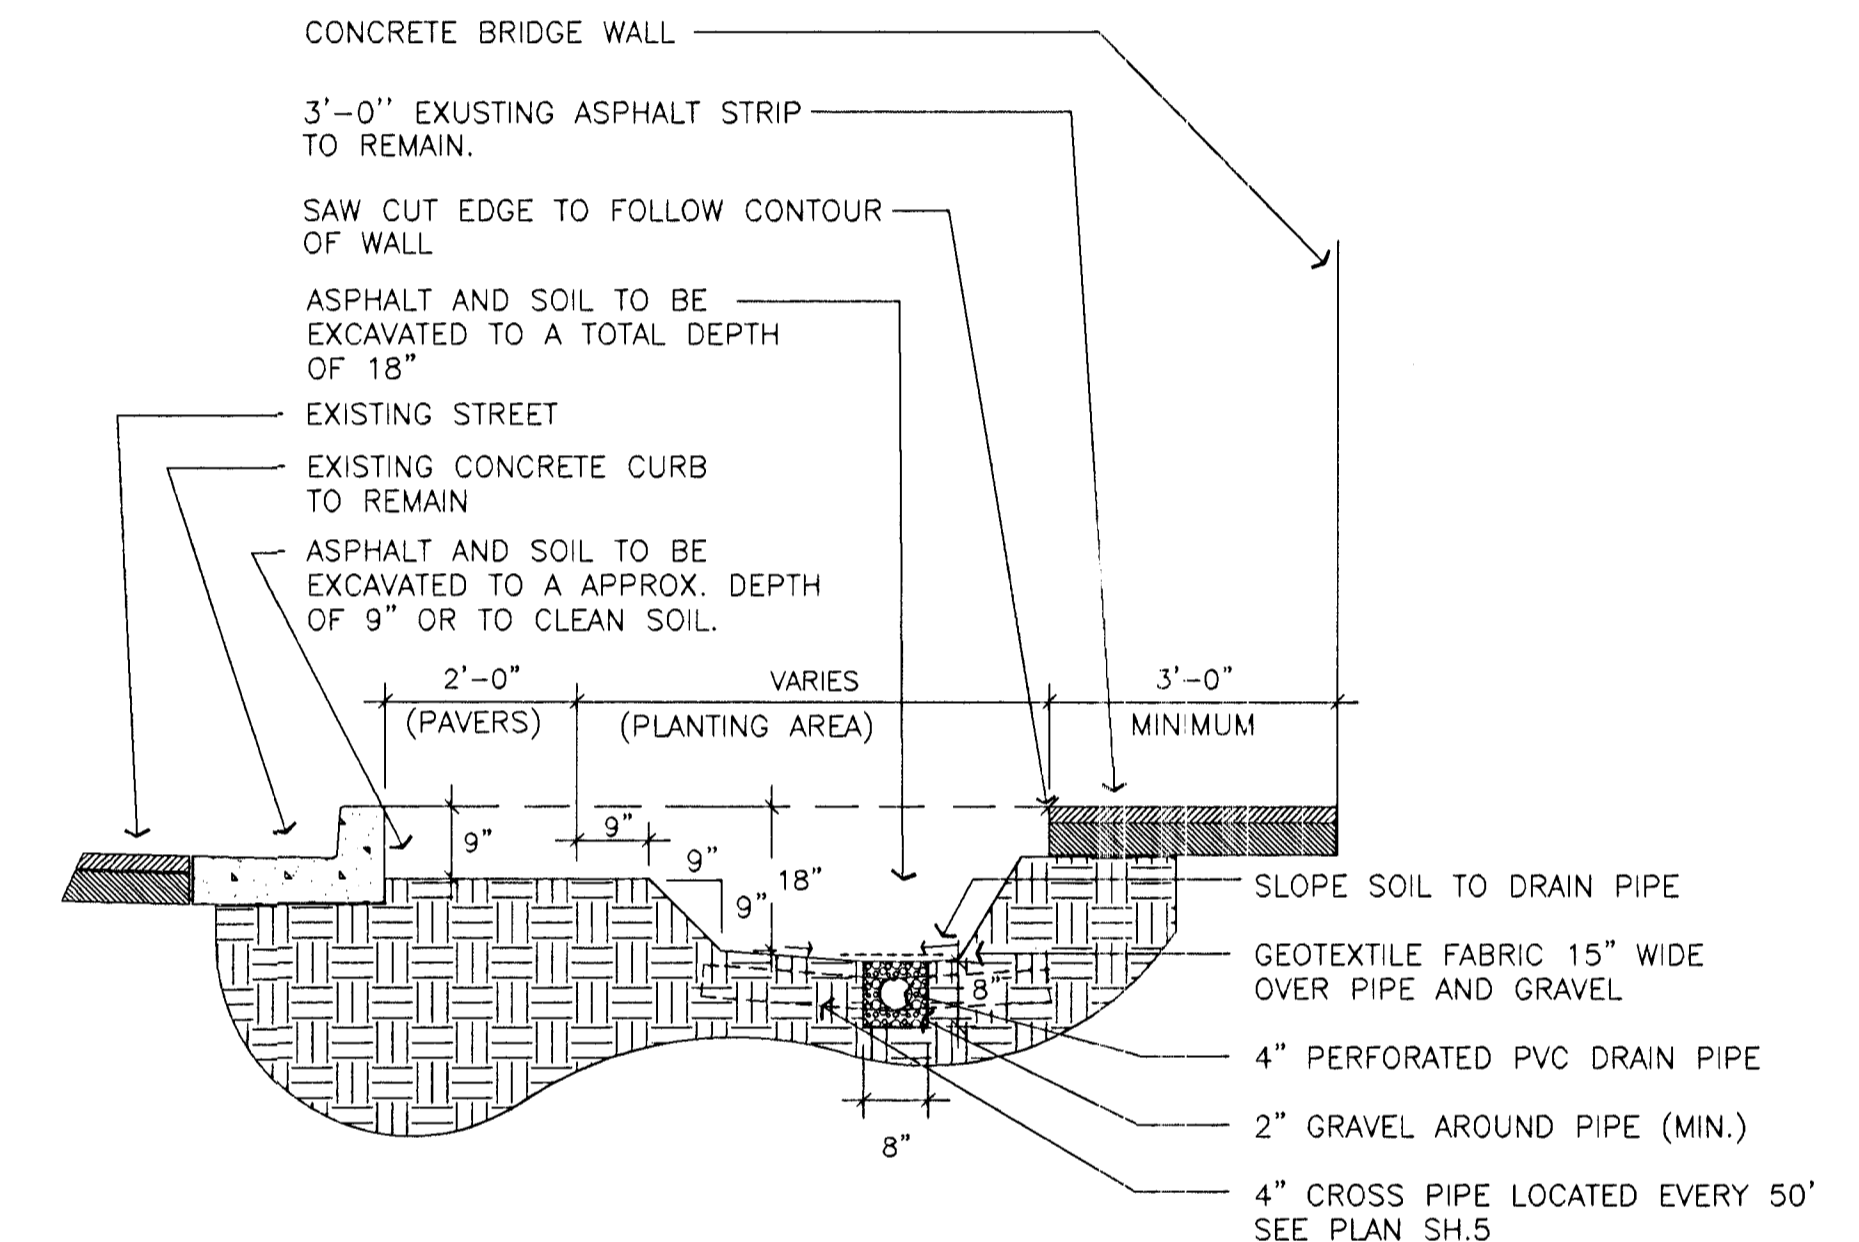 CONCRETE BRIDGE WALL
3'-0'' EXUSTING ASPHALT STRIP
TO REMAIN.
SAW CUT EDGE TO FOLLOW CONTOUR
OF WALL
ASPHALT AND SOIL TO BE
EXCAVATED TO A TOTAL DEPTH
OF 18"
EXISTING STREET
EXISTING CONCRETE CURB
TO REMAIN
ASPHALT AND SOIL TO BE
EXCAVATED TO A APPROX. DEPTH
OF 9" OR TO CLEAN SOIL.
2'-0"
(PAVERS)
VARIES
(PLANTING AREA)
3'-0"
MINIMUM
9"
9"
9"
9"
18"
8"
8"
SLOPE SOIL TO DRAIN PIPE
GEOTEXTILE FABRIC 15" WIDE
OVER PIPE AND GRAVEL
4" PERFORATED PVC DRAIN PIPE
2" GRAVEL AROUND PIPE (MIN.)
4" CROSS PIPE LOCATED EVERY 50'
SEE PLAN SH.5